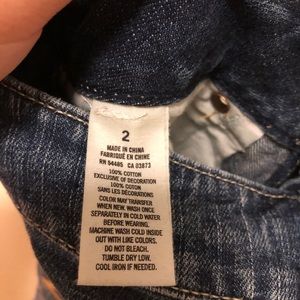 2
MADE IN CHINA
FABRIQUÉ EN CHINE
RN 54485 CA 03873
100% COTTON
EXCLUSIVE OF DECORATION
100% COTON
SANS LES DÉCORATIONS
COLOR MAY TRANSFER
WHEN NEW. WASH ONCE
SEPARATELY IN COLD WATER
BEFORE WEARING.
MACHINE WASH COLD INSIDE
OUT WITH LIKE COLORS.
DO NOT BLEACH.
TUMBLE DRY LOW.
COOL IRON IF NEEDED.